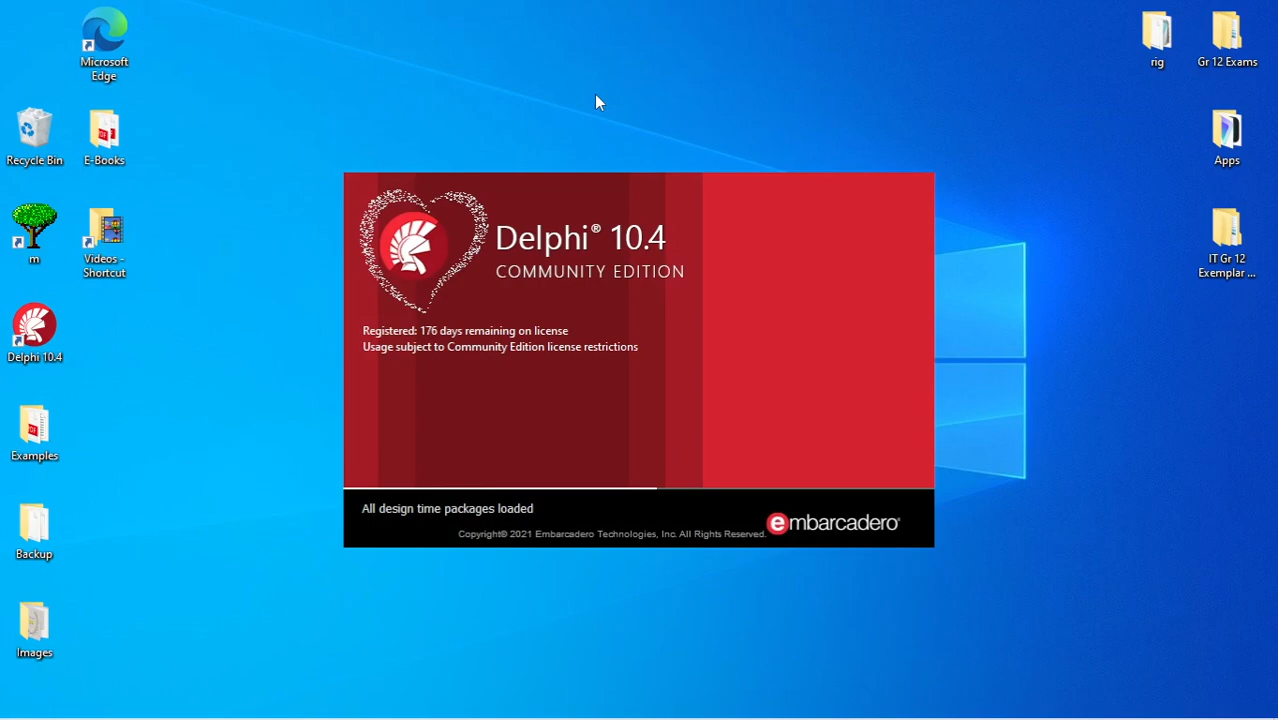 Microsoft
Edge
Recycle Bin
E-Books
m
Videos -
Shortcut
Delphi 10.4
Examples
Backup
Images
Delphi® 10.4
COMMUNITY EDITION
Registered: 176 days remaining on license
Usage subject to Community Edition license restrictions
All design time packages loaded
Copyright© 2021 Embarcadero Technologies, Inc. All Rights Reserved.
embarcadero®
rig
Gr 12 Exams
Apps
IT Gr 12
Exemplar ...